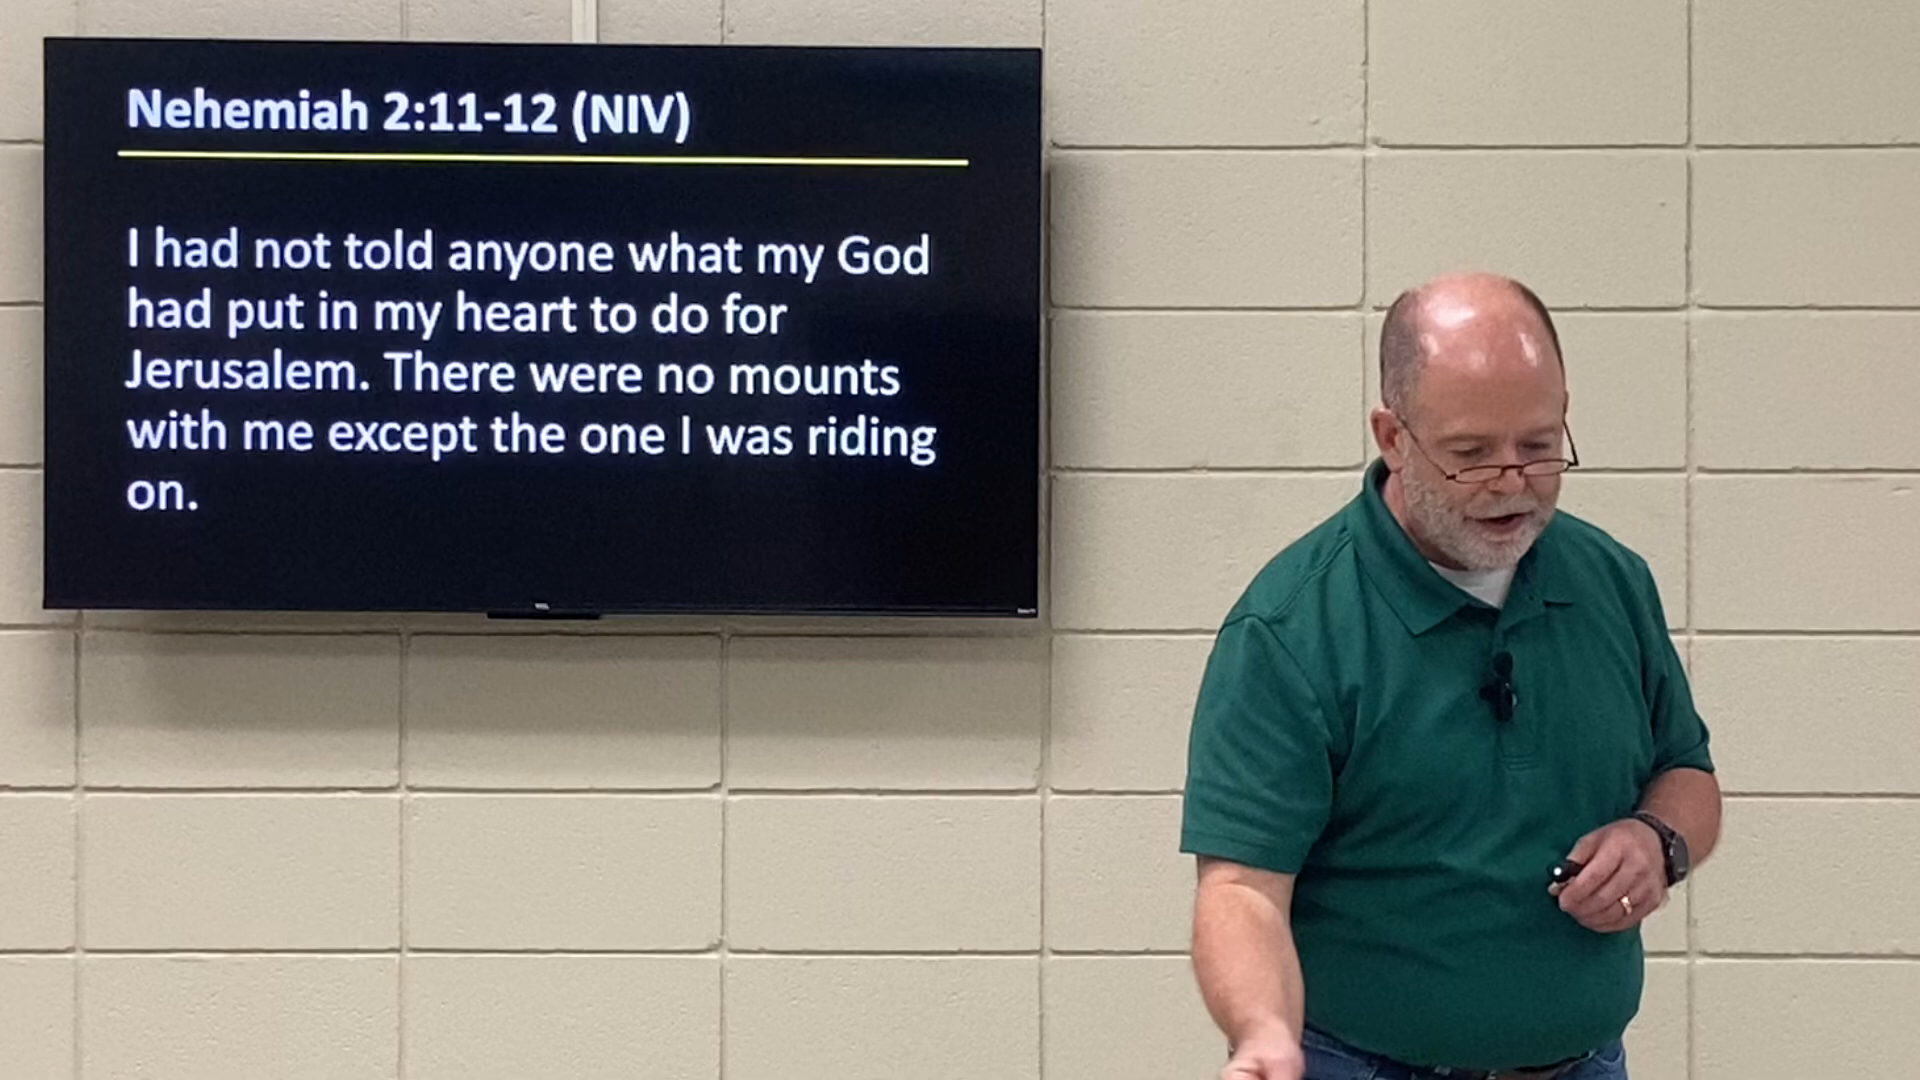 Nehemiah 2:11-12 (NIV)
I had not told anyone what my God
had put in my heart to do for
Jerusalem. There were no mounts
with me except the one I was riding
on.
TCL